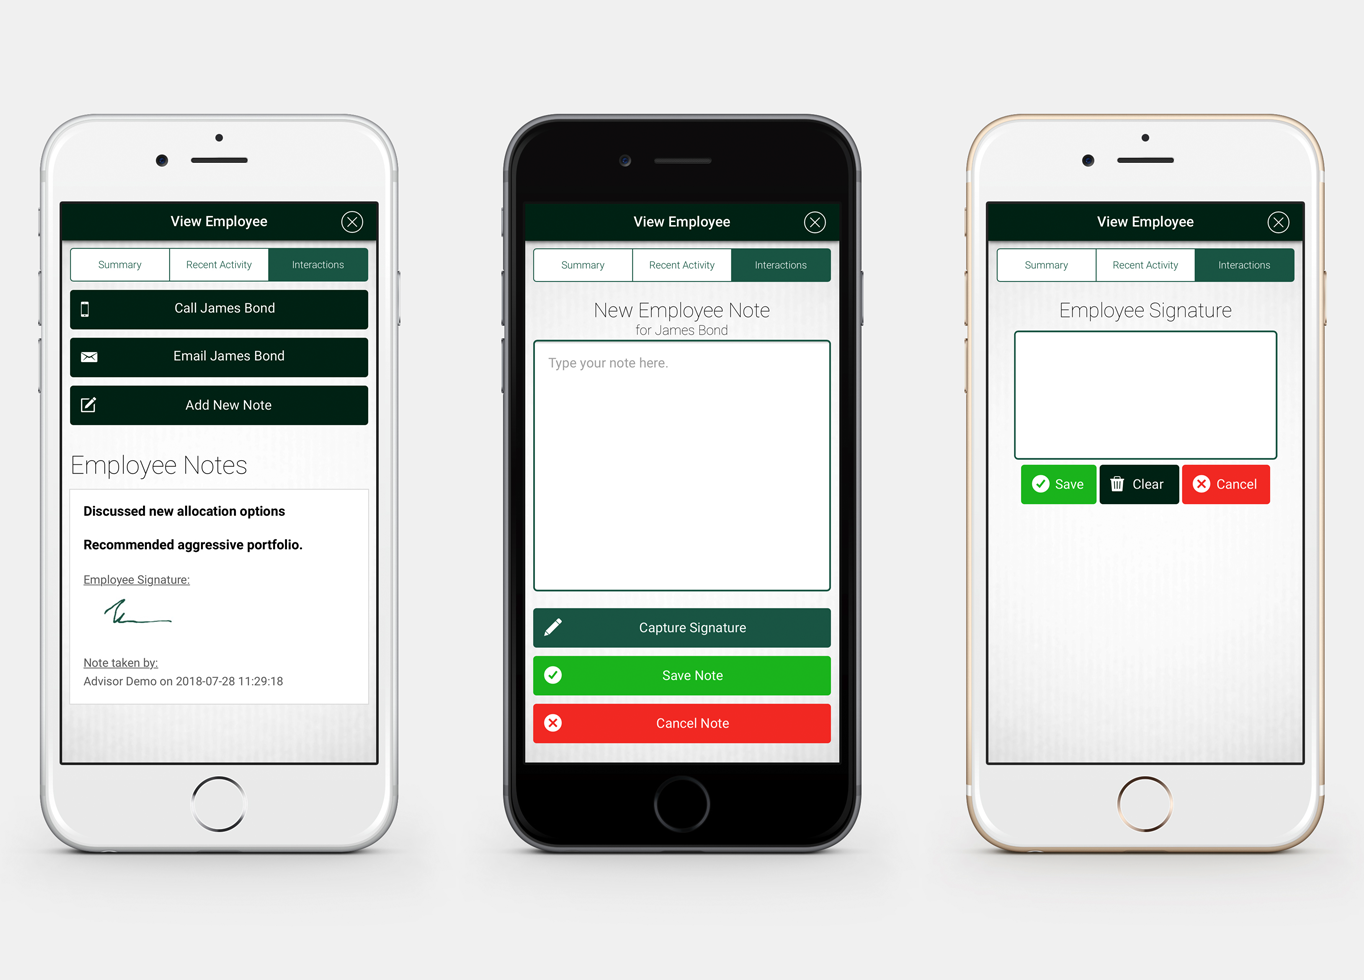 View Employee
Summary
Recent Activity
Interactions
Call James Bond
Email James Bond
Add New Note
Employee Notes
Discussed new allocation options
Recommended aggressive portfolio.
Employee Signature:
Note taken by:
Advisor Demo on 2018-07-28 11:29:18
View Employee
Summary
Recent Activity
Interactions
New Employee Note
for James Bond
Type your note here.
Capture Signature
Save Note
Cancel Note
View Employee
Summary
Recent Activity
Interactions
Employee Signature
Save
Clear
Cancel